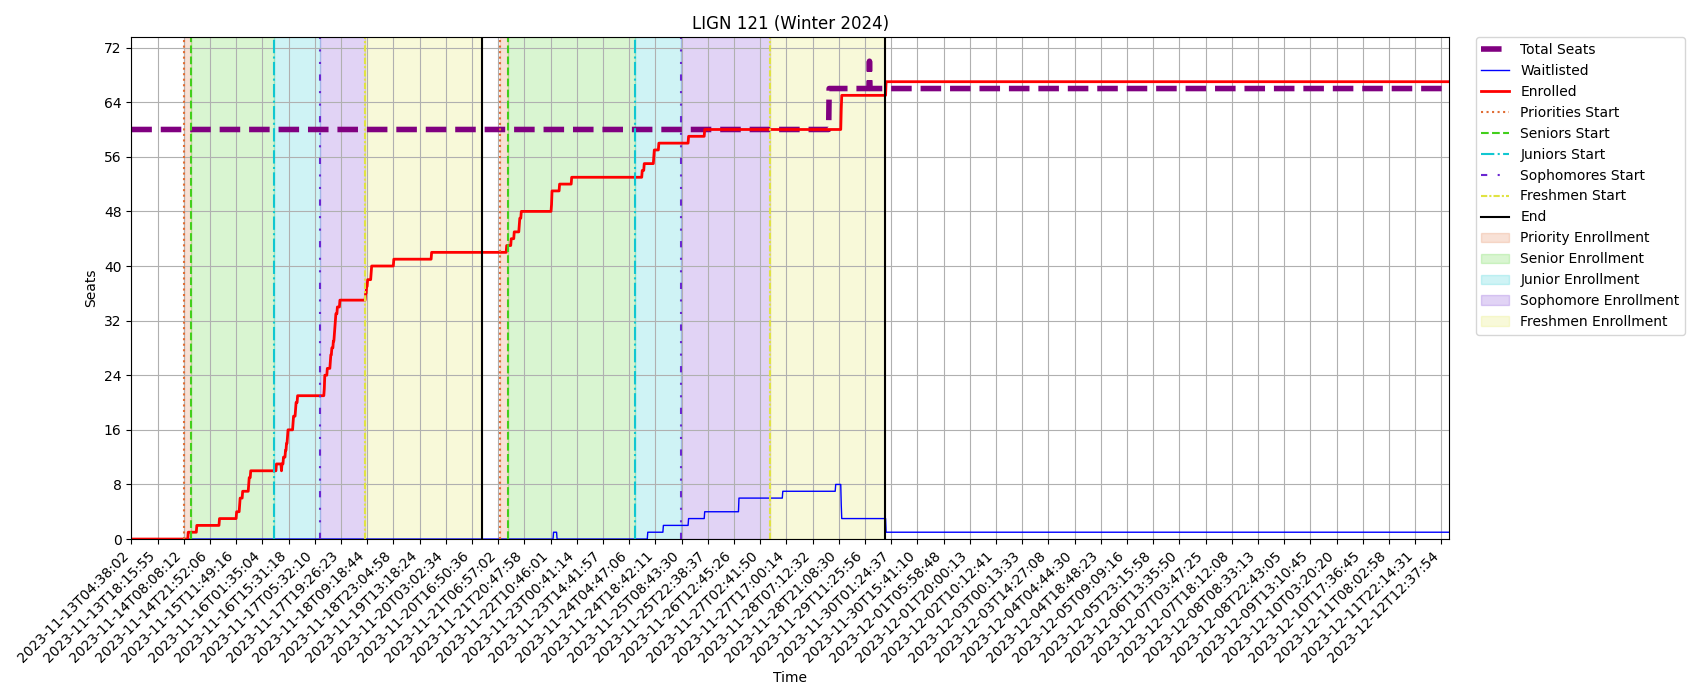 LIGN 121 (Winter 2024)
Total Seats
Waitlisted
Enrolled
Priorities Start
Seniors Start
Juniors Start
Sophomores Start
Freshmen Start
End
Priority Enrollment
Senior Enrollment
Junior Enrollment
Sophomore Enrollment
Freshmen Enrollment
Seats
72
64
56
48
40
32
24
16
8
0
2023-11-13T04:38:02
2023-11-13T18:15:55
2023-11-14T08:08:12
2023-11-14T21:52:06
2023-11-15T11:49:16
2023-11-16T01:35:04
2023-11-16T15:31:18
2023-11-17T05:32:10
2023-11-17T19:26:23
2023-11-18T09:18:44
2023-11-18T23:04:58
2023-11-19T13:18:24
2023-11-20T03:02:34
2023-11-20T16:50:36
2023-11-21T06:57:02
2023-11-21T20:47:58
2023-11-22T10:46:01
2023-11-23T00:41:14
2023-11-23T14:41:57
2023-11-24T04:47:06
2023-11-24T18:42:11
2023-11-25T08:43:30
2023-11-25T22:38:37
2023-11-26T12:45:26
2023-11-27T02:41:50
2023-11-27T17:00:14
2023-11-28T07:12:32
2023-11-28T21:08:30
2023-11-29T11:25:56
2023-11-30T01:24:37
2023-11-30T15:41:10
2023-12-01T05:58:48
2023-12-01T20:00:13
2023-12-02T10:12:41
2023-12-03T00:13:33
2023-12-03T14:27:08
2023-12-04T04:44:30
2023-12-04T18:48:23
2023-12-05T09:09:16
2023-12-05T23:15:58
2023-12-06T13:35:50
2023-12-07T03:47:25
2023-12-07T18:12:08
2023-12-08T08:33:13
2023-12-08T22:43:05
2023-12-09T13:10:45
2023-12-10T03:20:20
2023-12-10T17:36:45
2023-12-11T08:02:58
2023-12-11T22:14:31
2023-12-12T12:37:54
Time